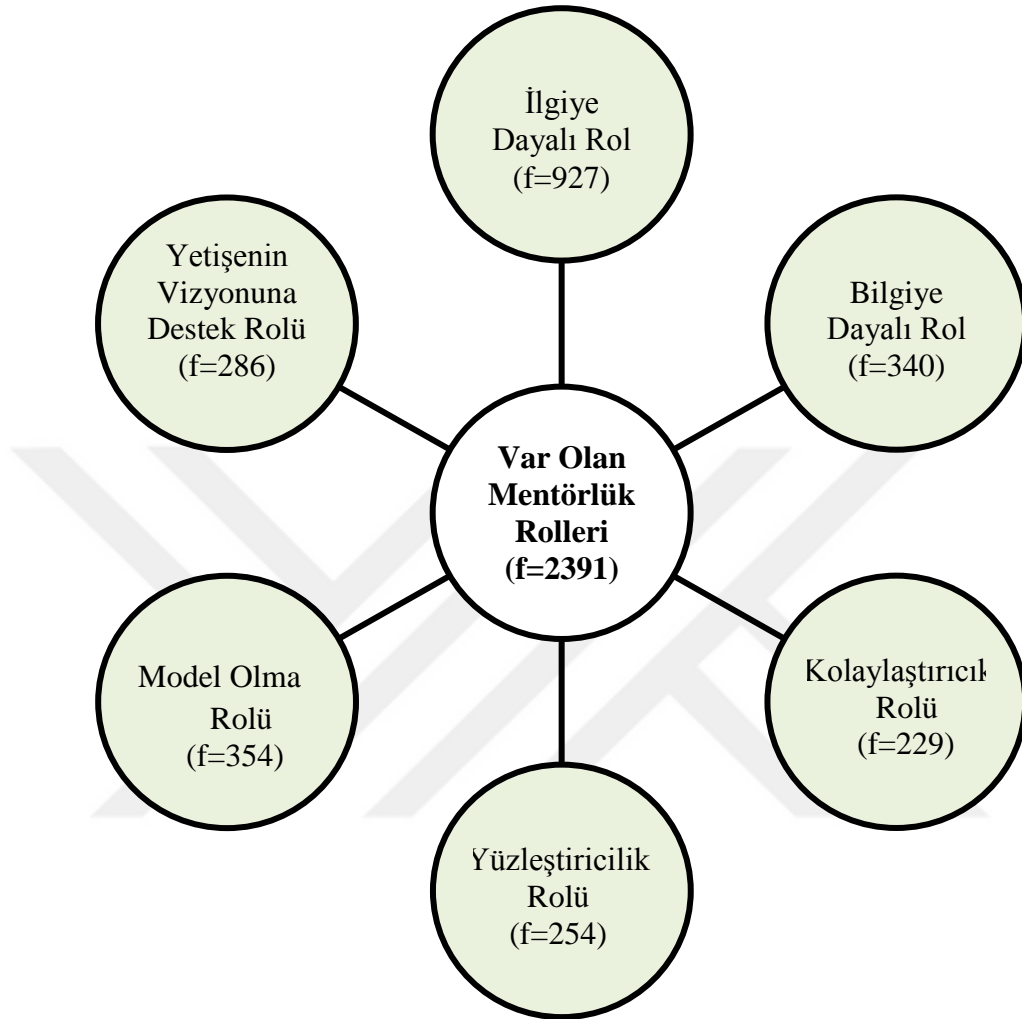 İlgiye
Dayalı Rol
(f=927)
Yetişenin
Vizyonuna
Destek Rolü
(f=286)
Bilgiye
Dayalı Rol
(f=340)
Var Olan
Mentörlük
Rolleri
(f=2391)
Model Olma
Rolü
(f=354)
Kolaylaştırıcık
Rolü
(f=229)
Yüzleştiricilik
Rolü
(f=254)